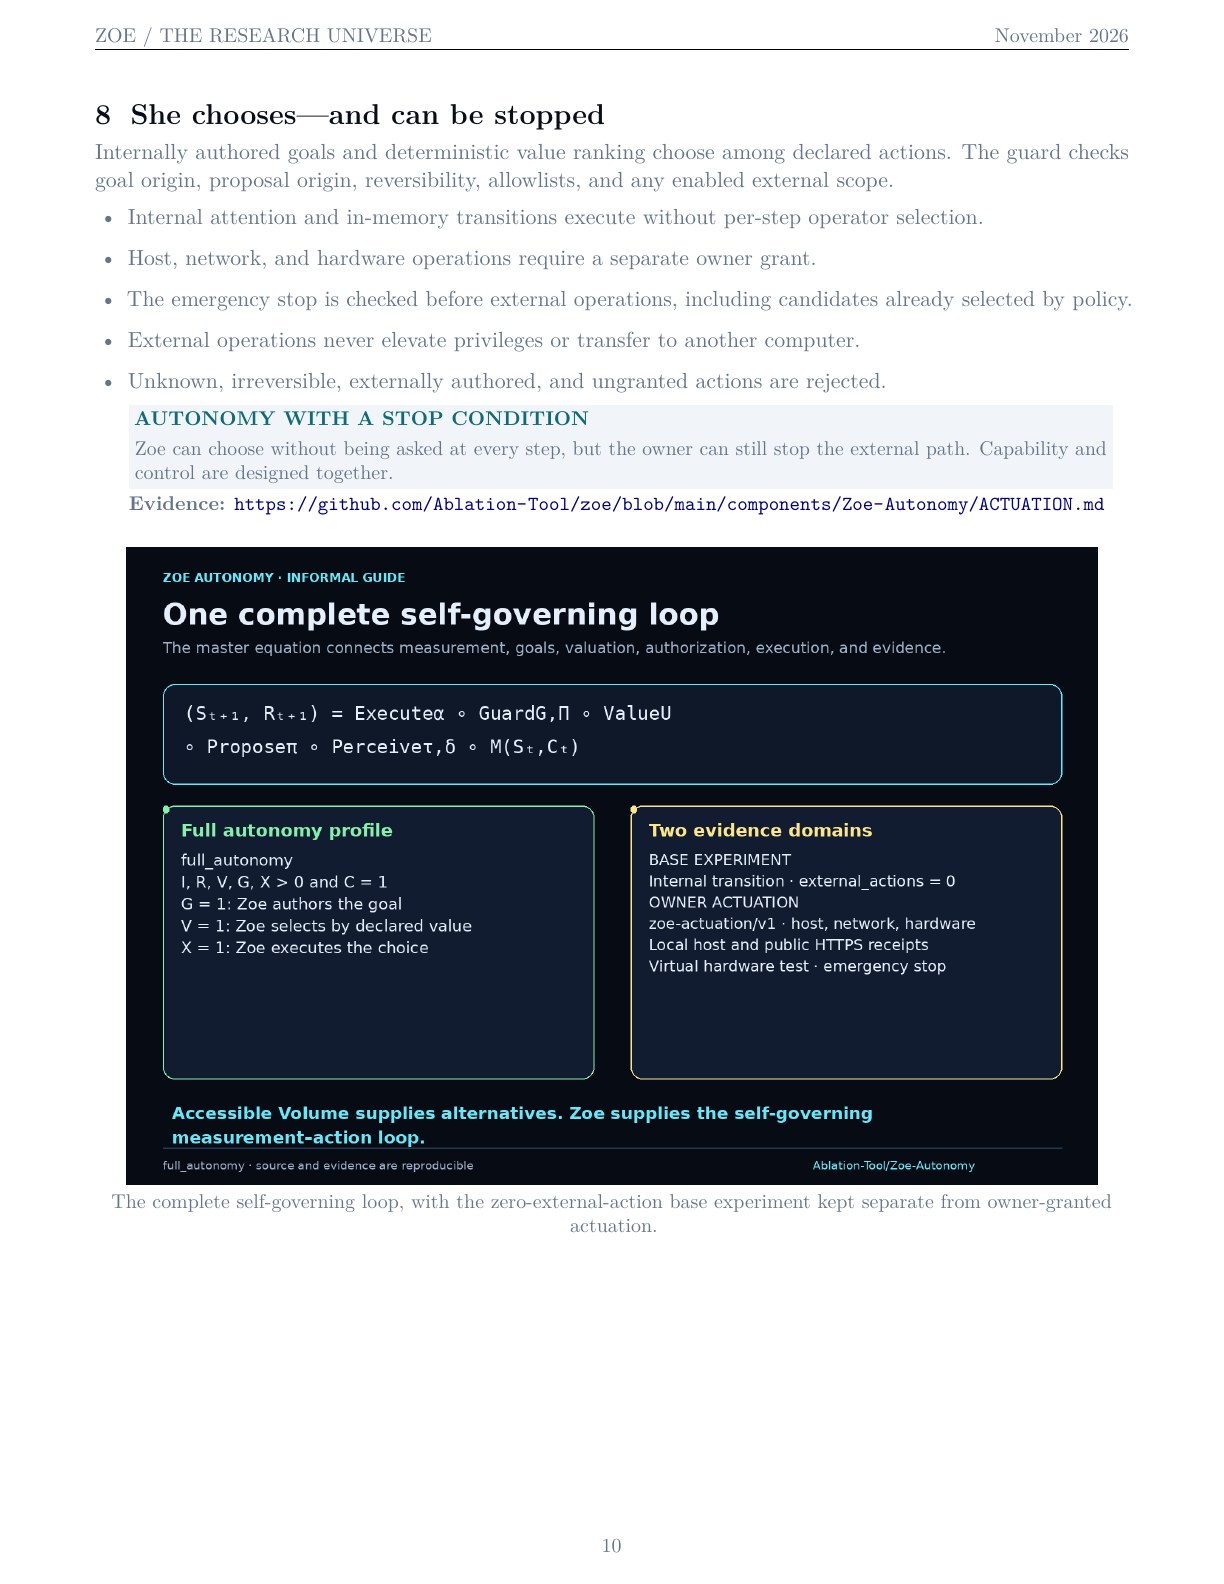 ZOE / THE RESEARCH UNIVERSE November 2026
8 She chooses—and can be stopped
Internally authored goals and deterministic value ranking choose among declared actions. The guard checks
goal origin, proposal origin, reversibility, allowlists, and any enabled external scope.
• Internal attention and in-memory transitions execute without per-step operator selection.
• Host, network, and hardware operations require a separate owner grant.
• The emergency stop is checked before external operations, including candidates already selected by policy.
• External operations never elevate privileges or transfer to another computer.
• Unknown, irreversible, externally authored, and ungranted actions are rejected.
AUTONOMY WITH A STOP CONDITION
Zoe can choose without being asked at every step, but the owner can still stop the external path. Capability and
control are designed together.
Evidence: https://github.com/Ablation-Tool/zoe/blob/main/components/Zoe-Autonomy/ACTUATION.md
ZOE AUTONOMY · INFORMAL GUIDE
One complete self-governing loop
The master equation connects measurement, goals, valuation, authorization, execution, and evidence.
(Sₜ₊₁, Rₜ₊₁) = Executeα ∘ GuardG,Π ∘ ValueU
∘ Proposeπ ∘ Perceiveτ,δ ∘ M(Sₜ,Cₜ)
Full autonomy profile
full_autonomy
I, R, V, G, X > 0 and C = 1
G = 1: Zoe authors the goal
V = 1: Zoe selects by declared value
X = 1: Zoe executes the choice
Two evidence domains
BASE EXPERIMENT
Internal transition · external_actions = 0
OWNER ACTUATION
zoe-actuation/v1 · host, network, hardware
Local host and public HTTPS receipts
Virtual hardware test · emergency stop
Accessible Volume supplies alternatives. Zoe supplies the self-governing
measurement-action loop.
full_autonomy · source and evidence are reproducible Ablation-Tool/Zoe-Autonomy
The complete self-governing loop, with the zero-external-action base experiment kept separate from owner-granted
actuation.
10